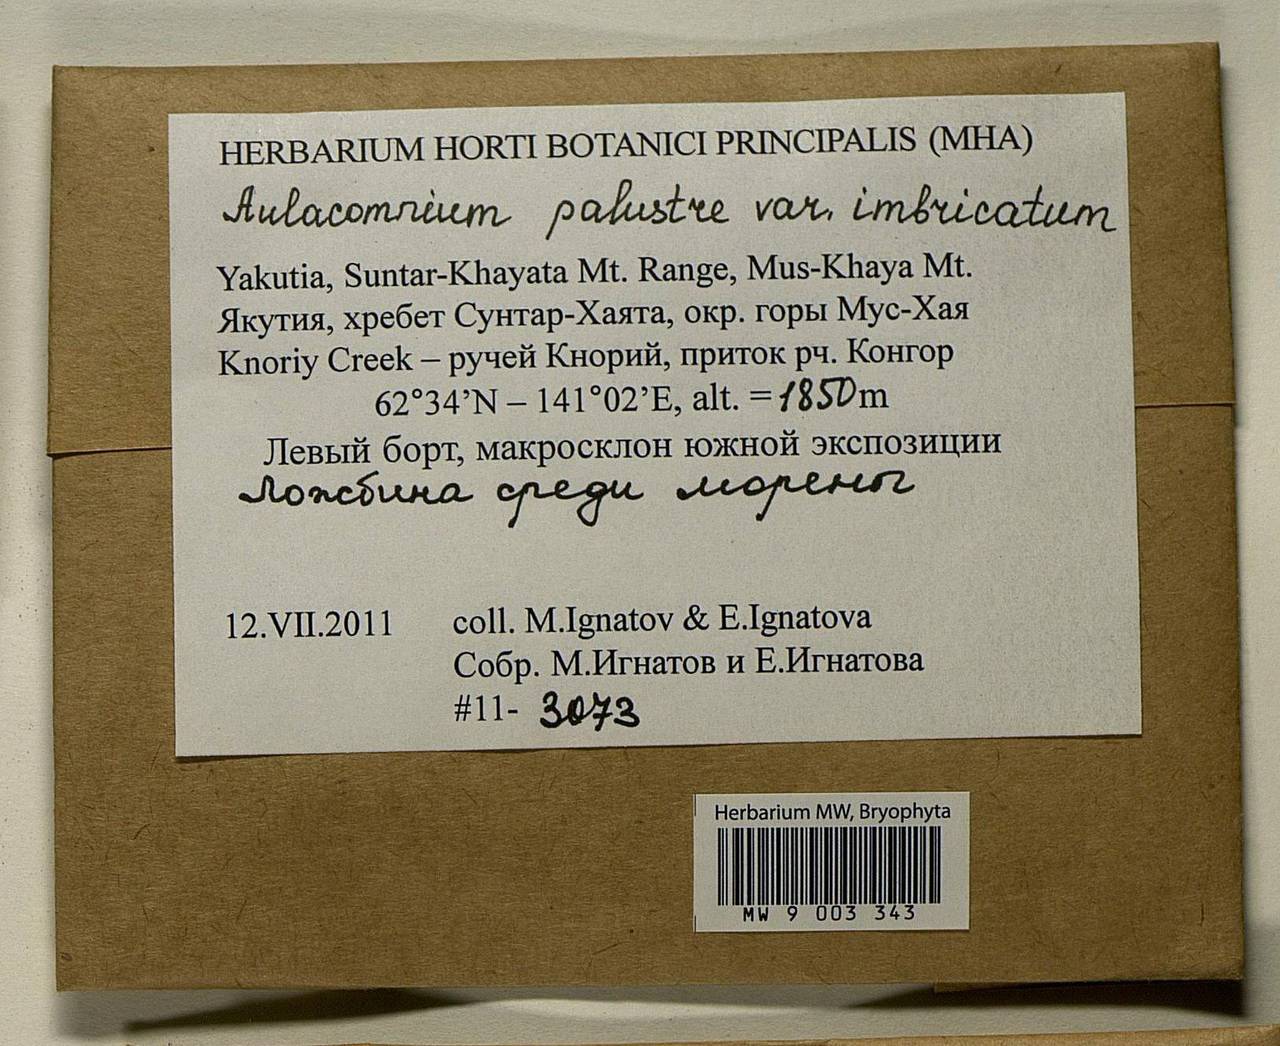 HERBARIUM HORTI BOTANICI PRINCIPALIS (MHA)
Aulacomnium palustre var. imbricatum
Yakutia, Suntar-Khayata Mt. Range, Mus-Khaya Mt.
Якутия, хребет Сунтар-Хаята, окр. горы Мус-Хая
Knoriy Creek – ручей Кнорий, приток рч. Конгор
62°34’N – 141°02’E, alt. = 1850m
Левый борт, макросклон южной экспозиции
Ложбина среди морены
12.VII.2011 coll. M.Ignatov & E.Ignatova
Собр. М.Игнатов и Е.Игнатова
#11- 3073
Herbarium MW, Bryophyta
MW 9 003 343